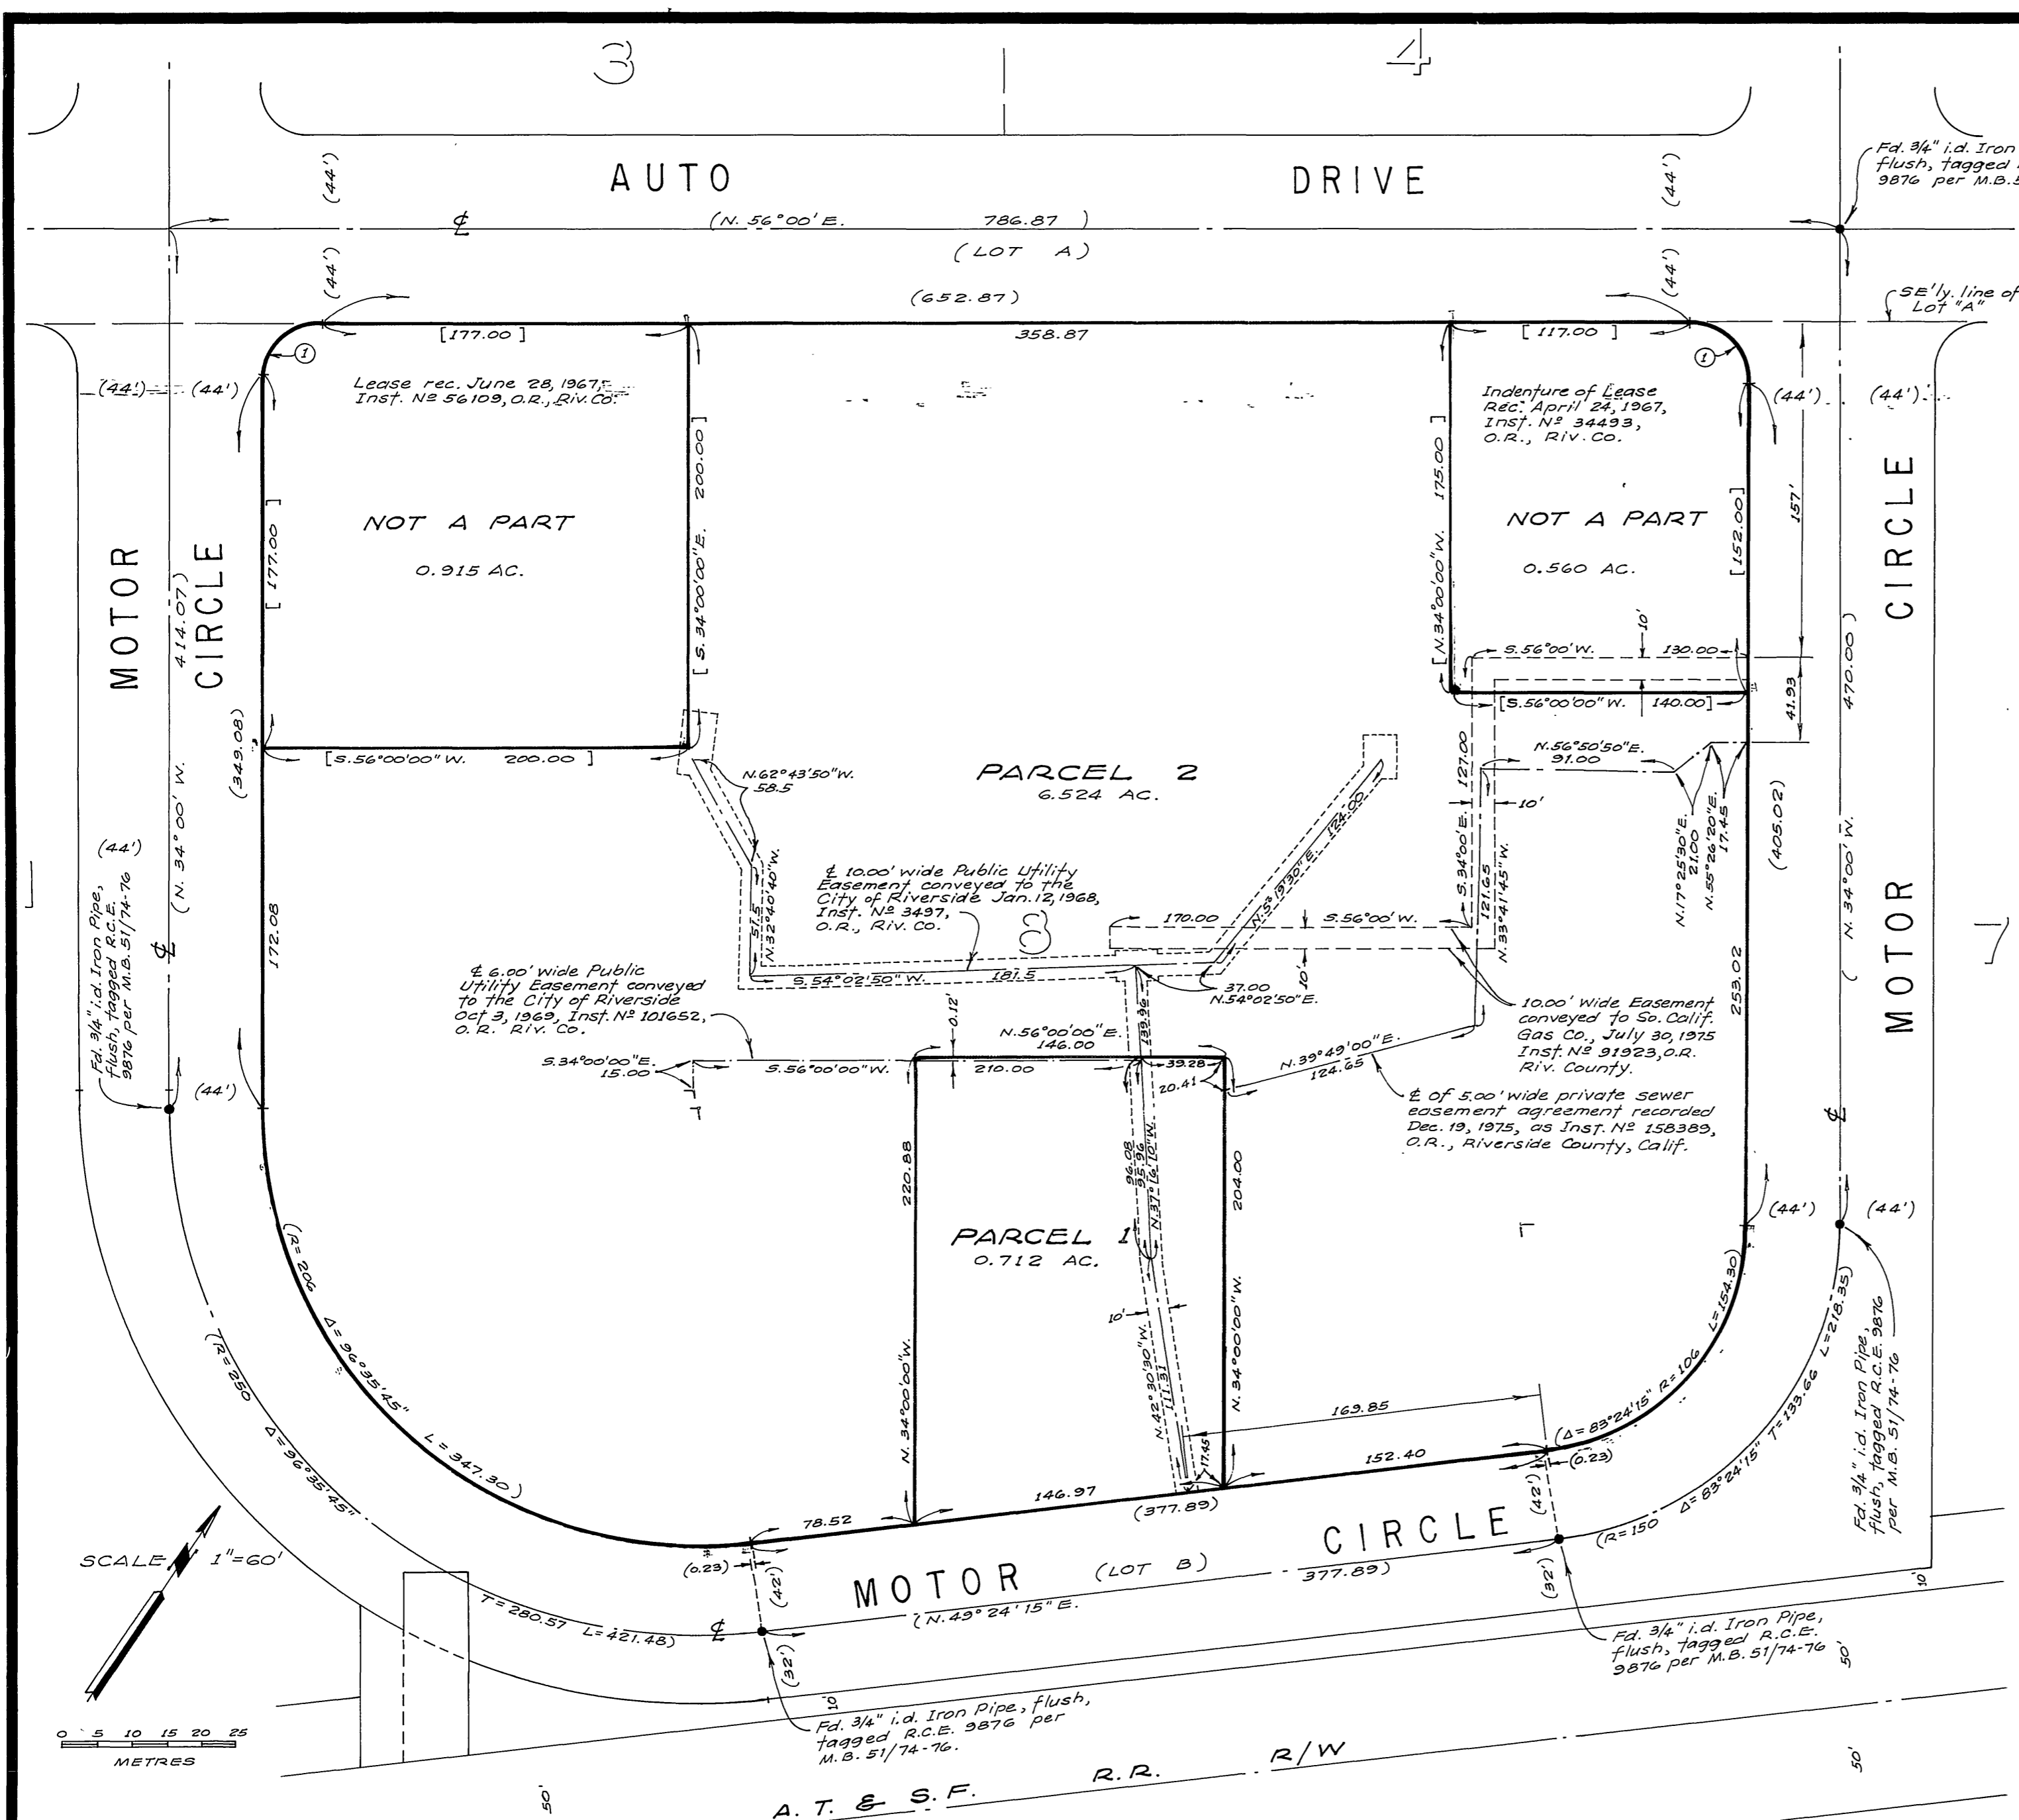 3
4
AUTO DRIVE
(44')
(44')
Fd. 3/4" i.d. Iron
flush, tagged
9876 per M.B.
℄
(N. 56°00' E. 786.87 )
(LOT A)
(44')
(44')
(652.87)
SE'ly. line of
Lot "A"
[177.00 ]
358.87
[ 117.00 ]
1
1
(44')
(44')
(44')
(44')
Lease rec. June 28, 1967,
Inst. Nº 56109, O.R., Riv. Co.
Indenture of Lease
Rec. April 24, 1967,
Inst. Nº 34493,
O.R., Riv. Co.
[S. 34°00'00"E. 200.00 ]
[N.34°00'00"W. 175.00 ]
NOT A PART
0.915 AC.
NOT A PART
0.560 AC.
[ 177.00 ]
[152.00]
157'
MOTOR CIRCLE
MOTOR CIRCLE
(N. 34°00' W. 414.07)
( N. 34°00' W. 470.00 )
(349.08)
10'
S.56°00'W. 130.00
[S.56°00'00"W. 140.00]
41.93
[S.56°00'00"W. 200.00 ]
N.62°43'50"W.
58.5
PARCEL 2
6.524 AC.
N.56°50'50"E.
91.00
S.34°00'E. 127.00
10'
121.65
N.33°41'45"W.
N.17°25'30"E.
21.00
N.55°26'20"E.
17.45
(405.02)
(44')
Fd. 3/4" i.d. Iron Pipe,
flush, tagged R.C.E.
9876 per M.B. 51/74-76
℄
172.08
℄ 10.00' wide Public Utility
Easement conveyed to the
City of Riverside Jan. 12, 1968,
Inst. Nº 3497,
O.R., Riv. Co.
51.5
N.32°40'40"W.
N.53°19'30"E. 124.00
8
170.00 S.56°00'W.
10'
S.54°02'50"W. 181.5
37.00
N.54°02'50"E.
7
253.02
℄ 6.00' wide Public
Utility Easement conveyed
to the City of Riverside
Oct 3, 1969, Inst. Nº 101652,
O.R. Riv. Co.
0.12'
N.56°00'00"E.
146.00
139.96
10.00' Wide Easement
conveyed to So. Calif.
Gas Co., July 30, 1975
Inst. Nº 91923, O.R.
Riv. County.
S.34°00'00"E.
15.00
S.56°00'00"W. 210.00
39.28
20.41
N.39°49'00"E.
124.65
℄ of 5.00' wide private sewer
easement agreement recorded
Dec. 19, 1975, as Inst. Nº 158389,
O.R., Riverside County, Calif.
(44')
℄
220.88
N. 34°00'00"W.
96.08
95.96
N.37°16'10"W.
204.00
N. 34°00'00"W.
PARCEL 1
0.712 AC.
(44')
(44')
10'
N.42°30'30"W.
111.31
(R=206 Δ=96°35'45" L=347.30)
(R=250 Δ=96°35'45" T=280.57 L=421.48)
169.85
17.45
(Δ=83°24'15" R=106 L=154.30)
(0.23)
(R=150 Δ=83°24'15" T=133.66 L=218.35)
Fd. 3/4" i.d. Iron Pipe,
flush, tagged R.C.E. 9876
per M.B. 51/74-76
78.52
146.97
152.40
(377.89)
(0.23)
(42')
(42')
MOTOR (LOT B) CIRCLE
(N.49°24'15"E. 377.89)
℄
(32')
(32')
SCALE 1"=60'
0 5 10 15 20 25
METRES
10'
10'
Fd. 3/4" i.d. Iron Pipe, flush,
tagged R.C.E. 9876 per
M.B. 51/74-76.
Fd. 3/4" i.d. Iron Pipe,
flush, tagged R.C.E.
9876 per M.B. 51/74-76
50'
50'
50'
A. T. & S. F. R.R. R/W